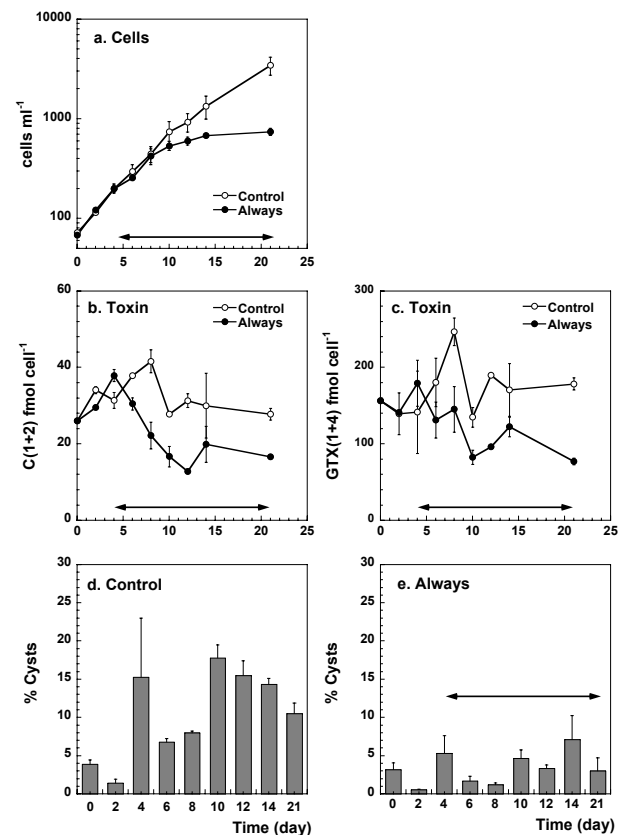 a. Cells
10000
1000
100
cells ml-1
Control
Always
0 5 10 15 20 25
b. Toxin
60
40
20
0
C(1+2) fmol cell-1
Control
Always
0 5 10 15 20 25
c. Toxin
300
200
100
0
GTX(1+4) fmol cell-1
Control
Always
0 5 10 15 20 25
d. Control
30
25
20
15
10
5
0
% Cysts
0 2 4 6 8 10 12 14 21
Time (day)
e. Always
30
25
20
15
10
5
0
% Cysts
0 2 4 6 8 10 12 14 21
Time (day)